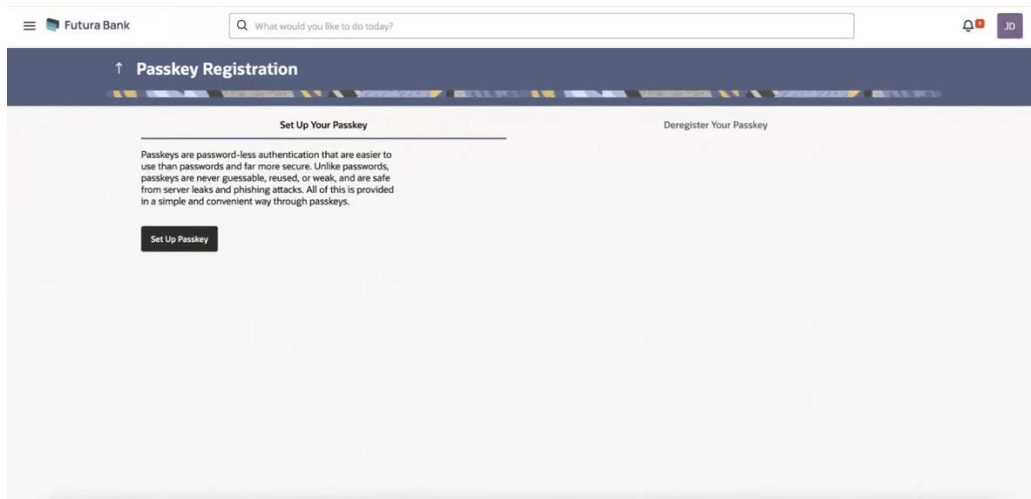 Futura Bank
What would you like to do today?
JD
Passkey Registration
Set Up Your Passkey
Deregister Your Passkey
Passkeys are password-less authentication that are easier to
use than passwords and far more secure. Unlike passwords,
passkeys are never guessable, reused, or weak, and are safe
from server leaks and phishing attacks. All of this is provided
in a simple and convenient way through passkeys.
Set Up Passkey